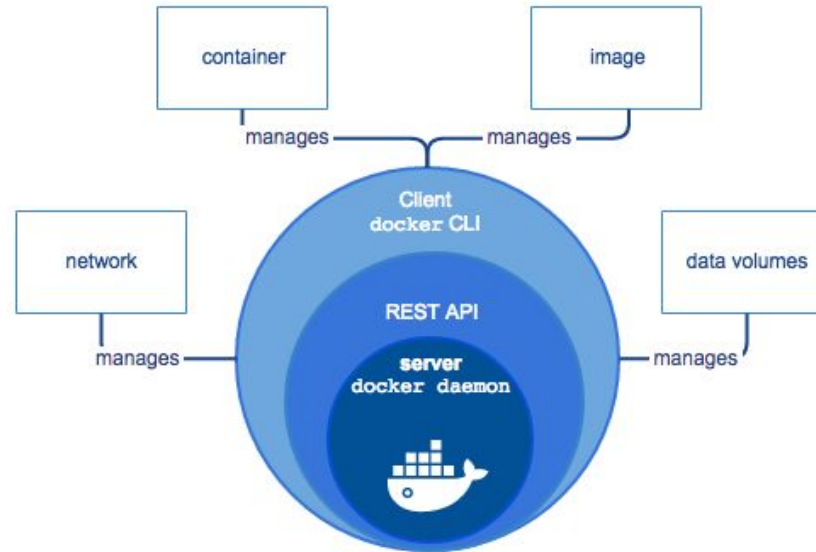 container
image
manages
manages
Client
docker CLI
network
data volumes
REST API
manages
manages
server
docker daemon